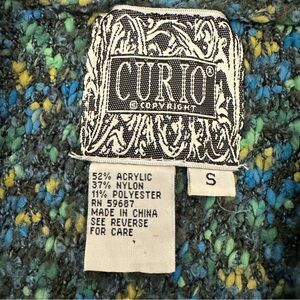 CURIO®
© COPYRIGHT
S
52% ACRYLIC
37% NYLON
11% POLYESTER
RN 59687
MADE IN CHINA
SEE REVERSE
FOR CARE